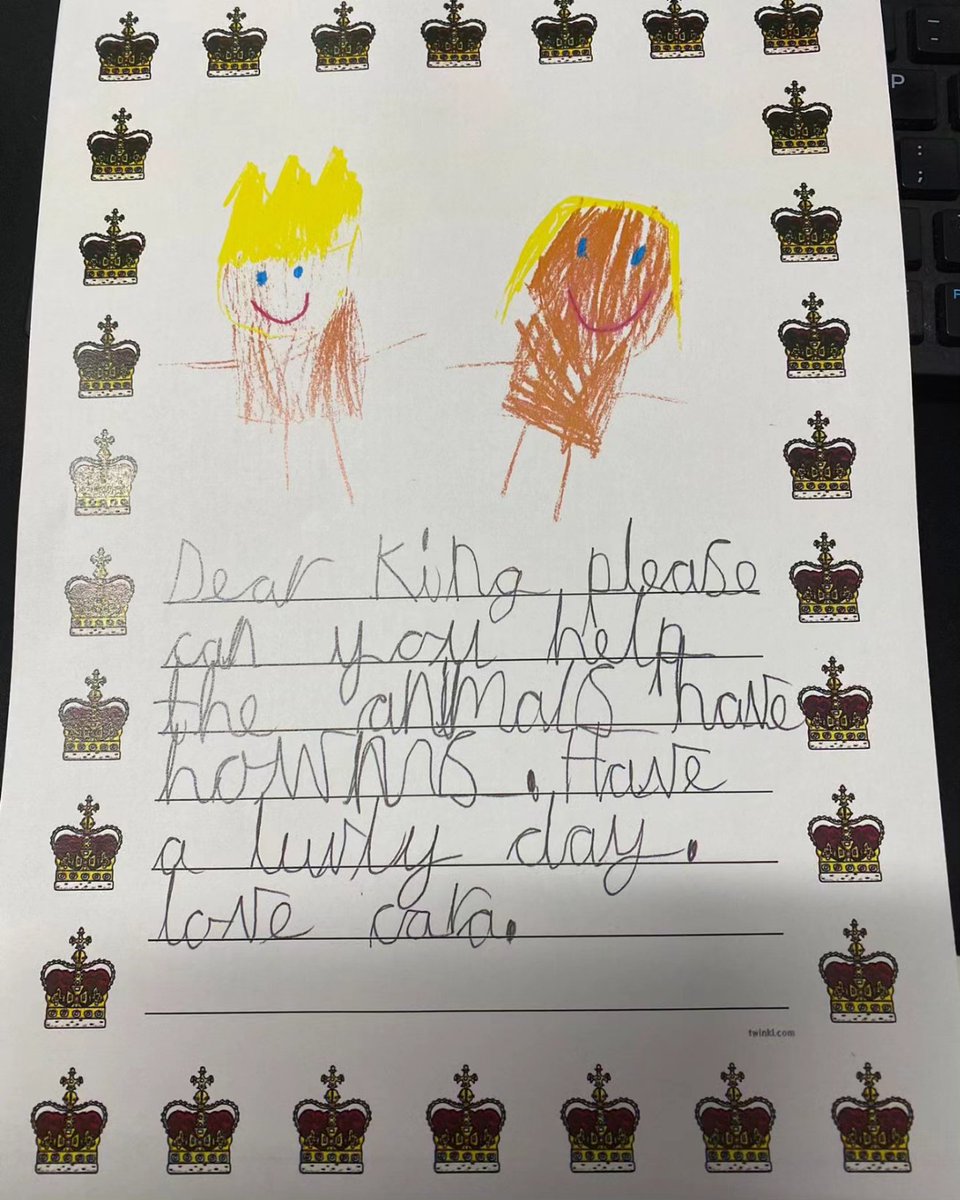 Dear King please
can you help
the animals have
howms. Have
a luvly day.
love cara.
twinkl.com
P